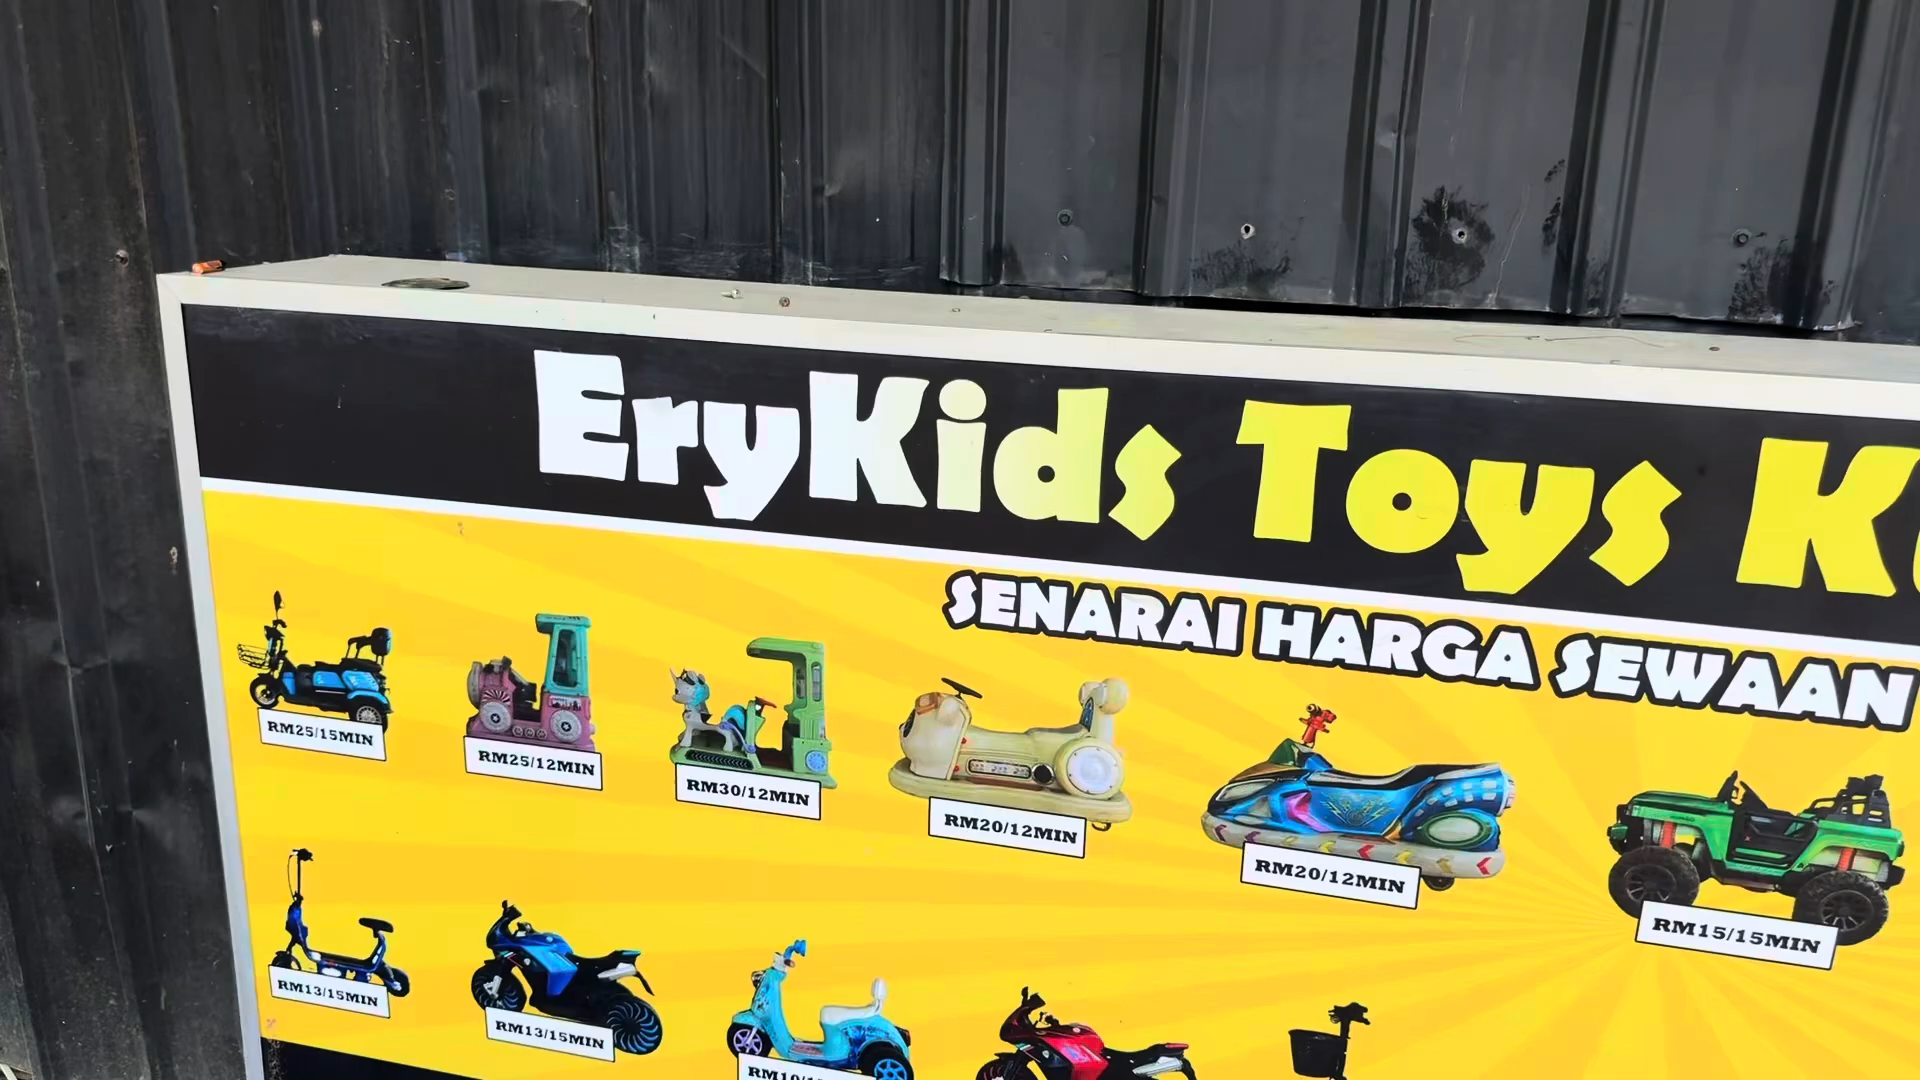 EryKids Toys
SENARAI HARGA SEWAAN
RM25/15MIN
RM25/12MIN
RM30/12MIN
RM20/12MIN
RM20/12MIN
RM15/15MIN
RM13/15MIN
RM13/15MIN